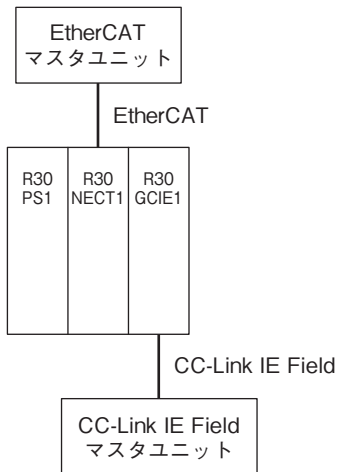 EtherCAT
マスタユニット
EtherCAT
R30
PS1
R30
NECT1
R30
GCIE1
CC-Link IE Field
CC-Link IE Field
マスタユニット